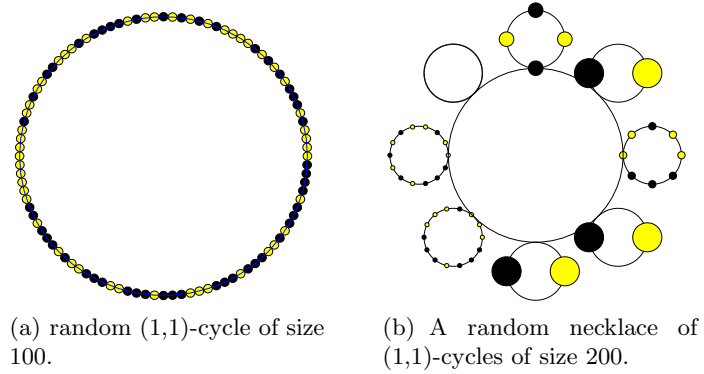 (a) random (1,1)-cycle of size
100.
(b) A random necklace of
(1,1)-cycles of size 200.